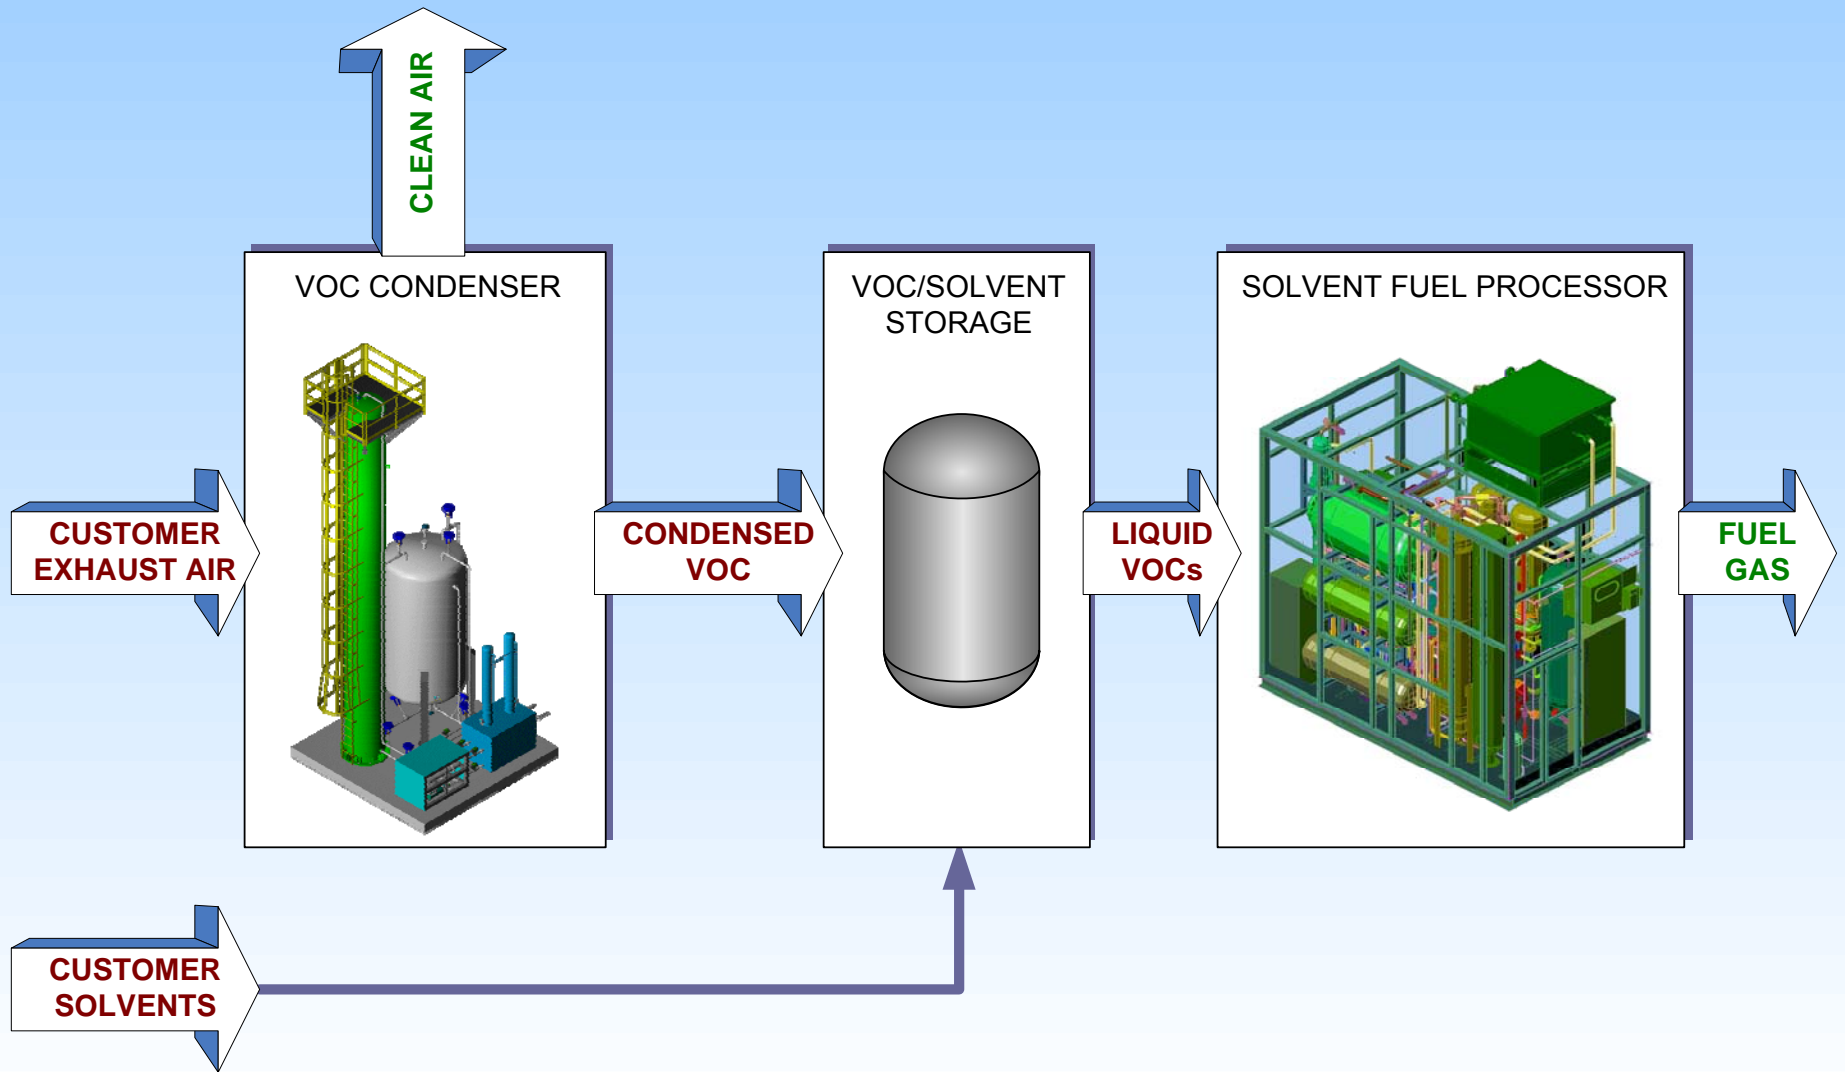 CLEAN AIR
VOC CONDENSER
VOC/SOLVENT
STORAGE
SOLVENT FUEL PROCESSOR
CUSTOMER
EXHAUST AIR
CONDENSED
VOC
LIQUID
VOCs
FUEL
GAS
CUSTOMER
SOLVENTS